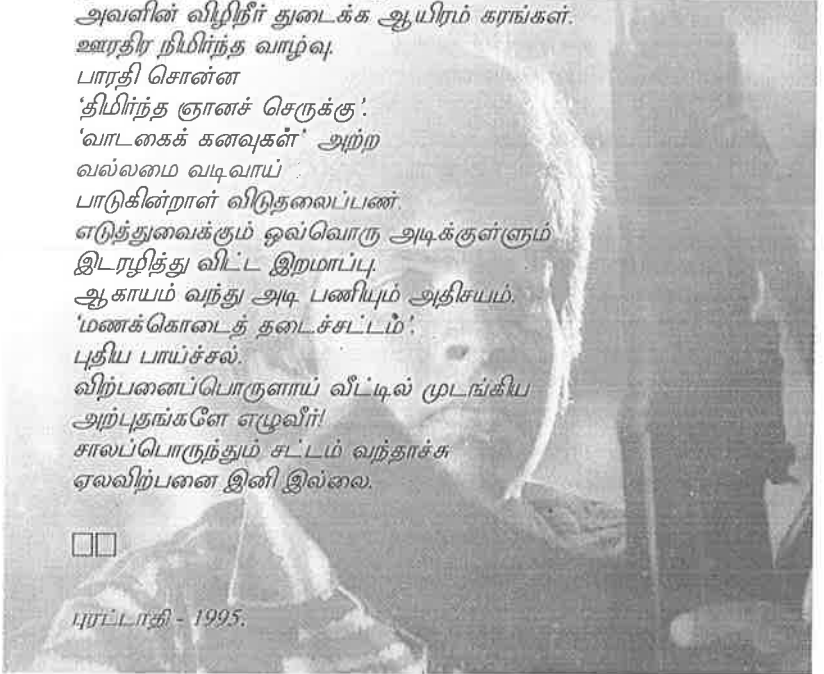 அவளின் விழிநீர் துடைக்க ஆயிரம் கரங்கள்.
ஊரதிர நிமிர்ந்த வாழ்வு.
பாரதி சொன்ன
'திமிர்ந்த ஞானச் செருக்கு'.
'வாடகைக் கனவுகள்' அற்ற
வல்லமை வடிவாய்
பாடுகின்றாள் விடுதலைப்பண்.
எடுத்துவைக்கும் ஒவ்வொரு அடிக்குள்ளும்
இடரழித்து விட்ட இறமாப்பு.
ஆகாயம் வந்து அடி பணியும் அதிசயம்.
'மணக்கொடைத் தடைச்சட்டம்'.
புதிய பாய்ச்சல்.
விற்பனைப்பொருளாய் வீட்டில் முடங்கிய
அற்புதங்களே எழுவீர்!
சாலப்பொருந்தும் சட்டம் வந்தாச்சு
ஏலவிற்பனை இனி இல்லை.
புரட்டாதி - 1995.